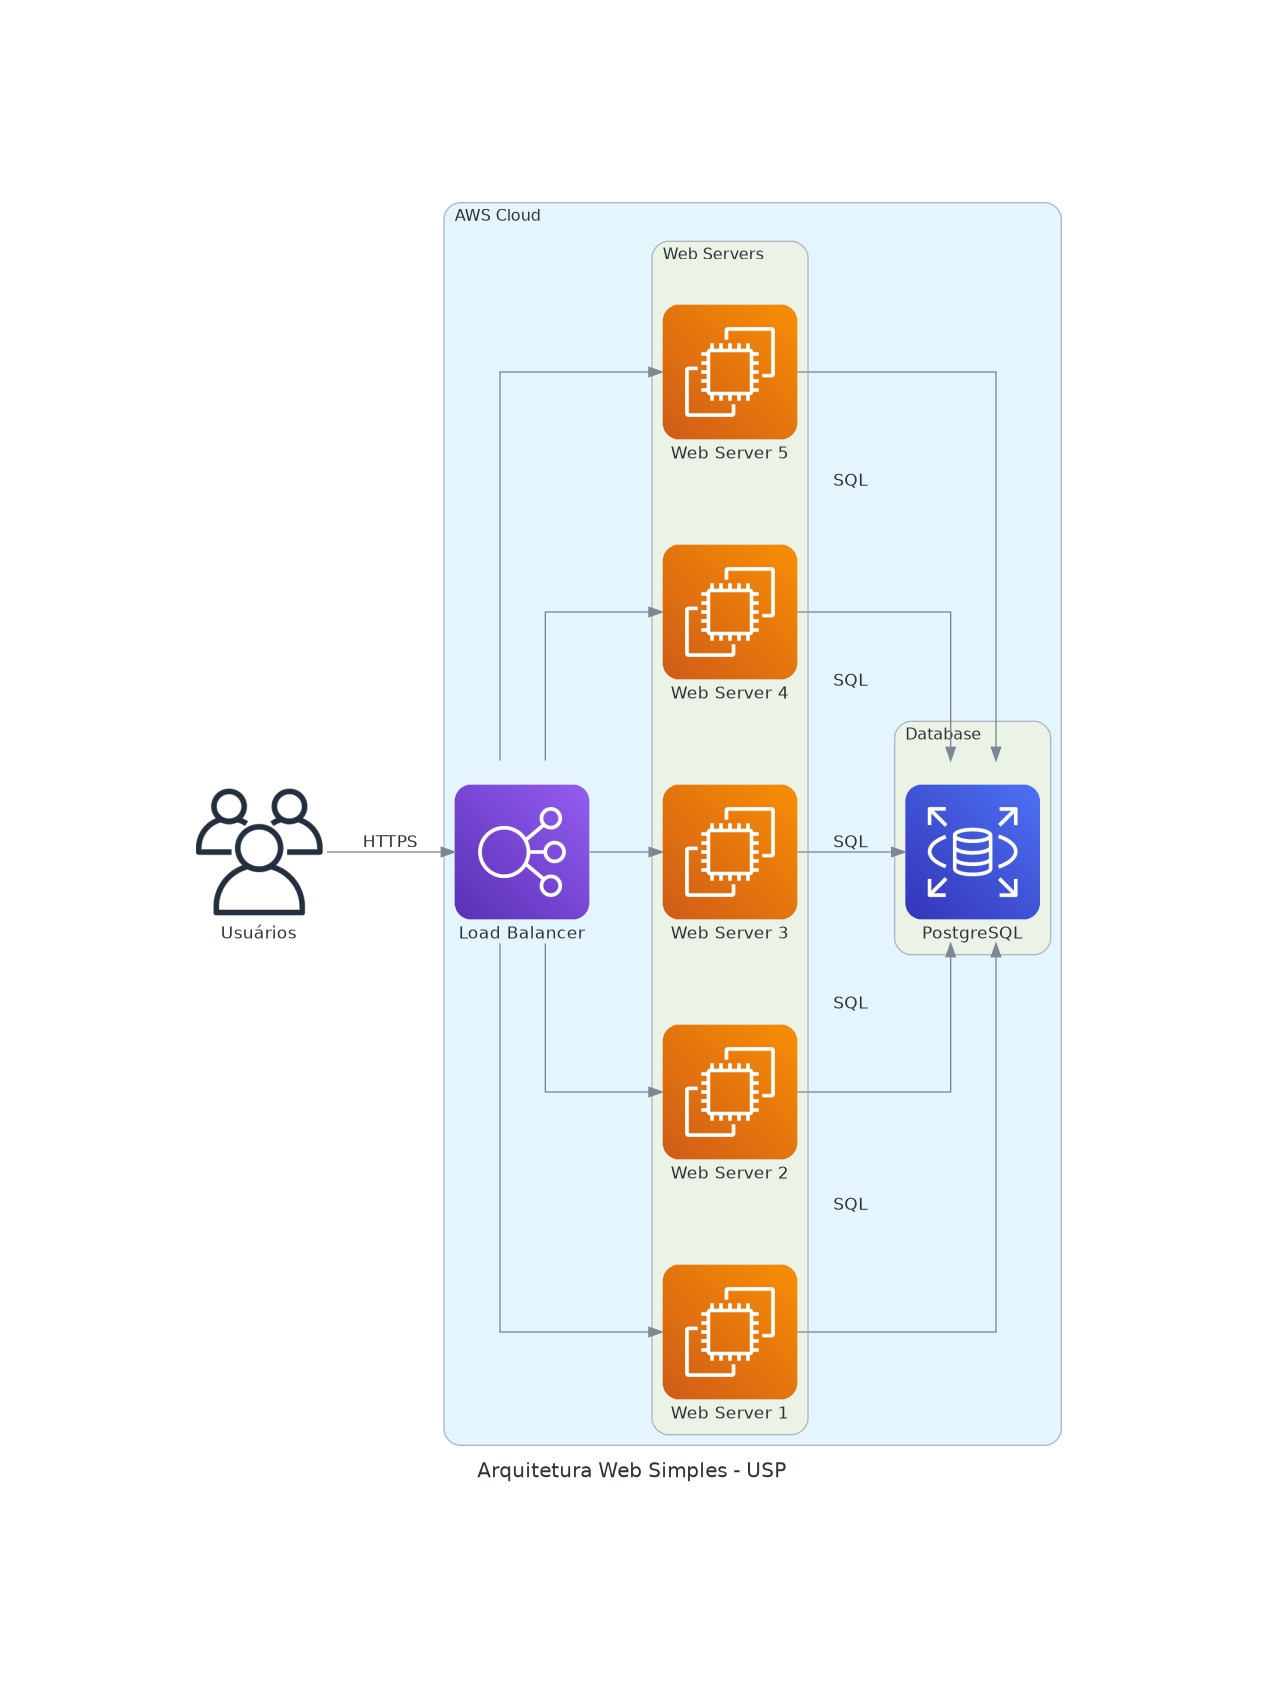 AWS Cloud
Web Servers
Web Server 5
SQL
Web Server 4
SQL
Database
HTTPS
SQL
Usuários
Load Balancer
Web Server 3
PostgreSQL
SQL
Web Server 2
SQL
Web Server 1
Arquitetura Web Simples - USP